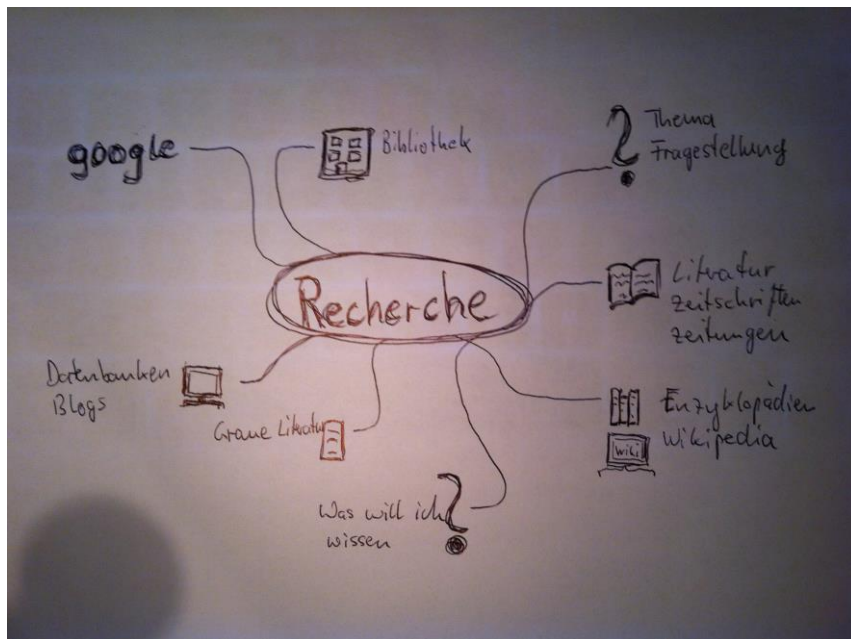 google
Bibliothek
Thema
Fragestellung
Recherche
Literatur
Zeitschriften
Zeitungen
Datenbanken
Blogs
Graue Literatur
Enzyklopädien
Wikipedia
Wiki
Was will ich
wissen